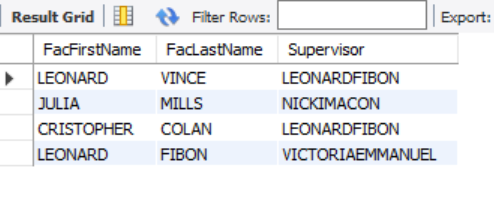 Result Grid Filter Rows: Export:
FacFirstName FacLastName Supervisor
LEONARD VINCE LEONARDFIBON
JULIA MILLS NICKIMACON
CRISTOPHER COLAN LEONARDFIBON
LEONARD FIBON VICTORIAEMMANUEL